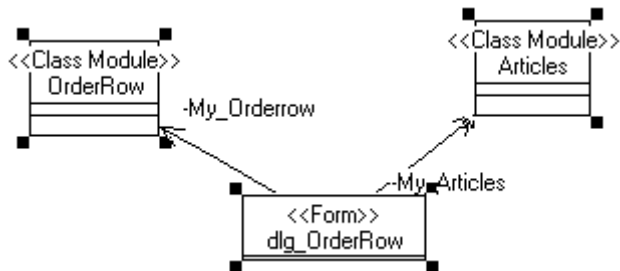 <<Class Module>>
OrderRow
<<Class Module>>
Articles
-My_Orderrow
-My_Articles
<<Form>>
dlg_OrderRow